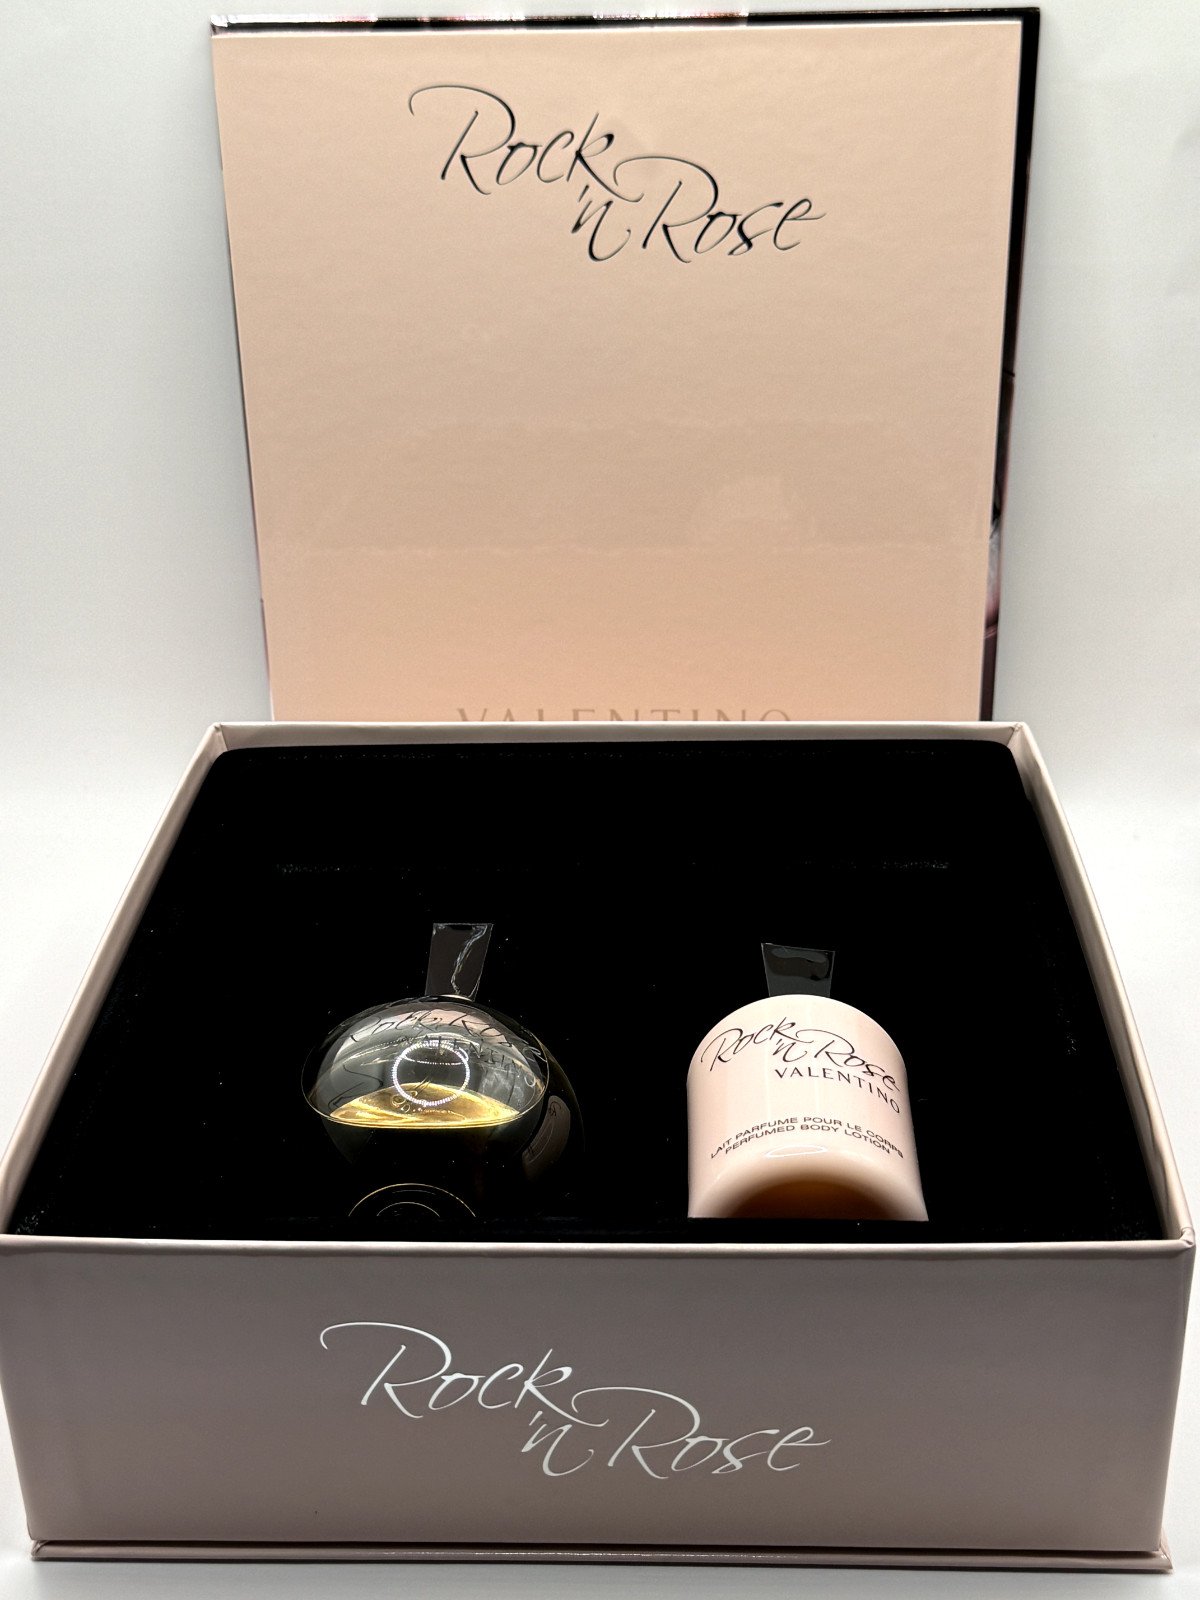 Rock
'n Rose
VALENTINO
Rock
'n Rose
VALENTINO
LAIT PARFUME POUR LE CORPS
PERFUMED BODY LOTION
Rock
'n Rose